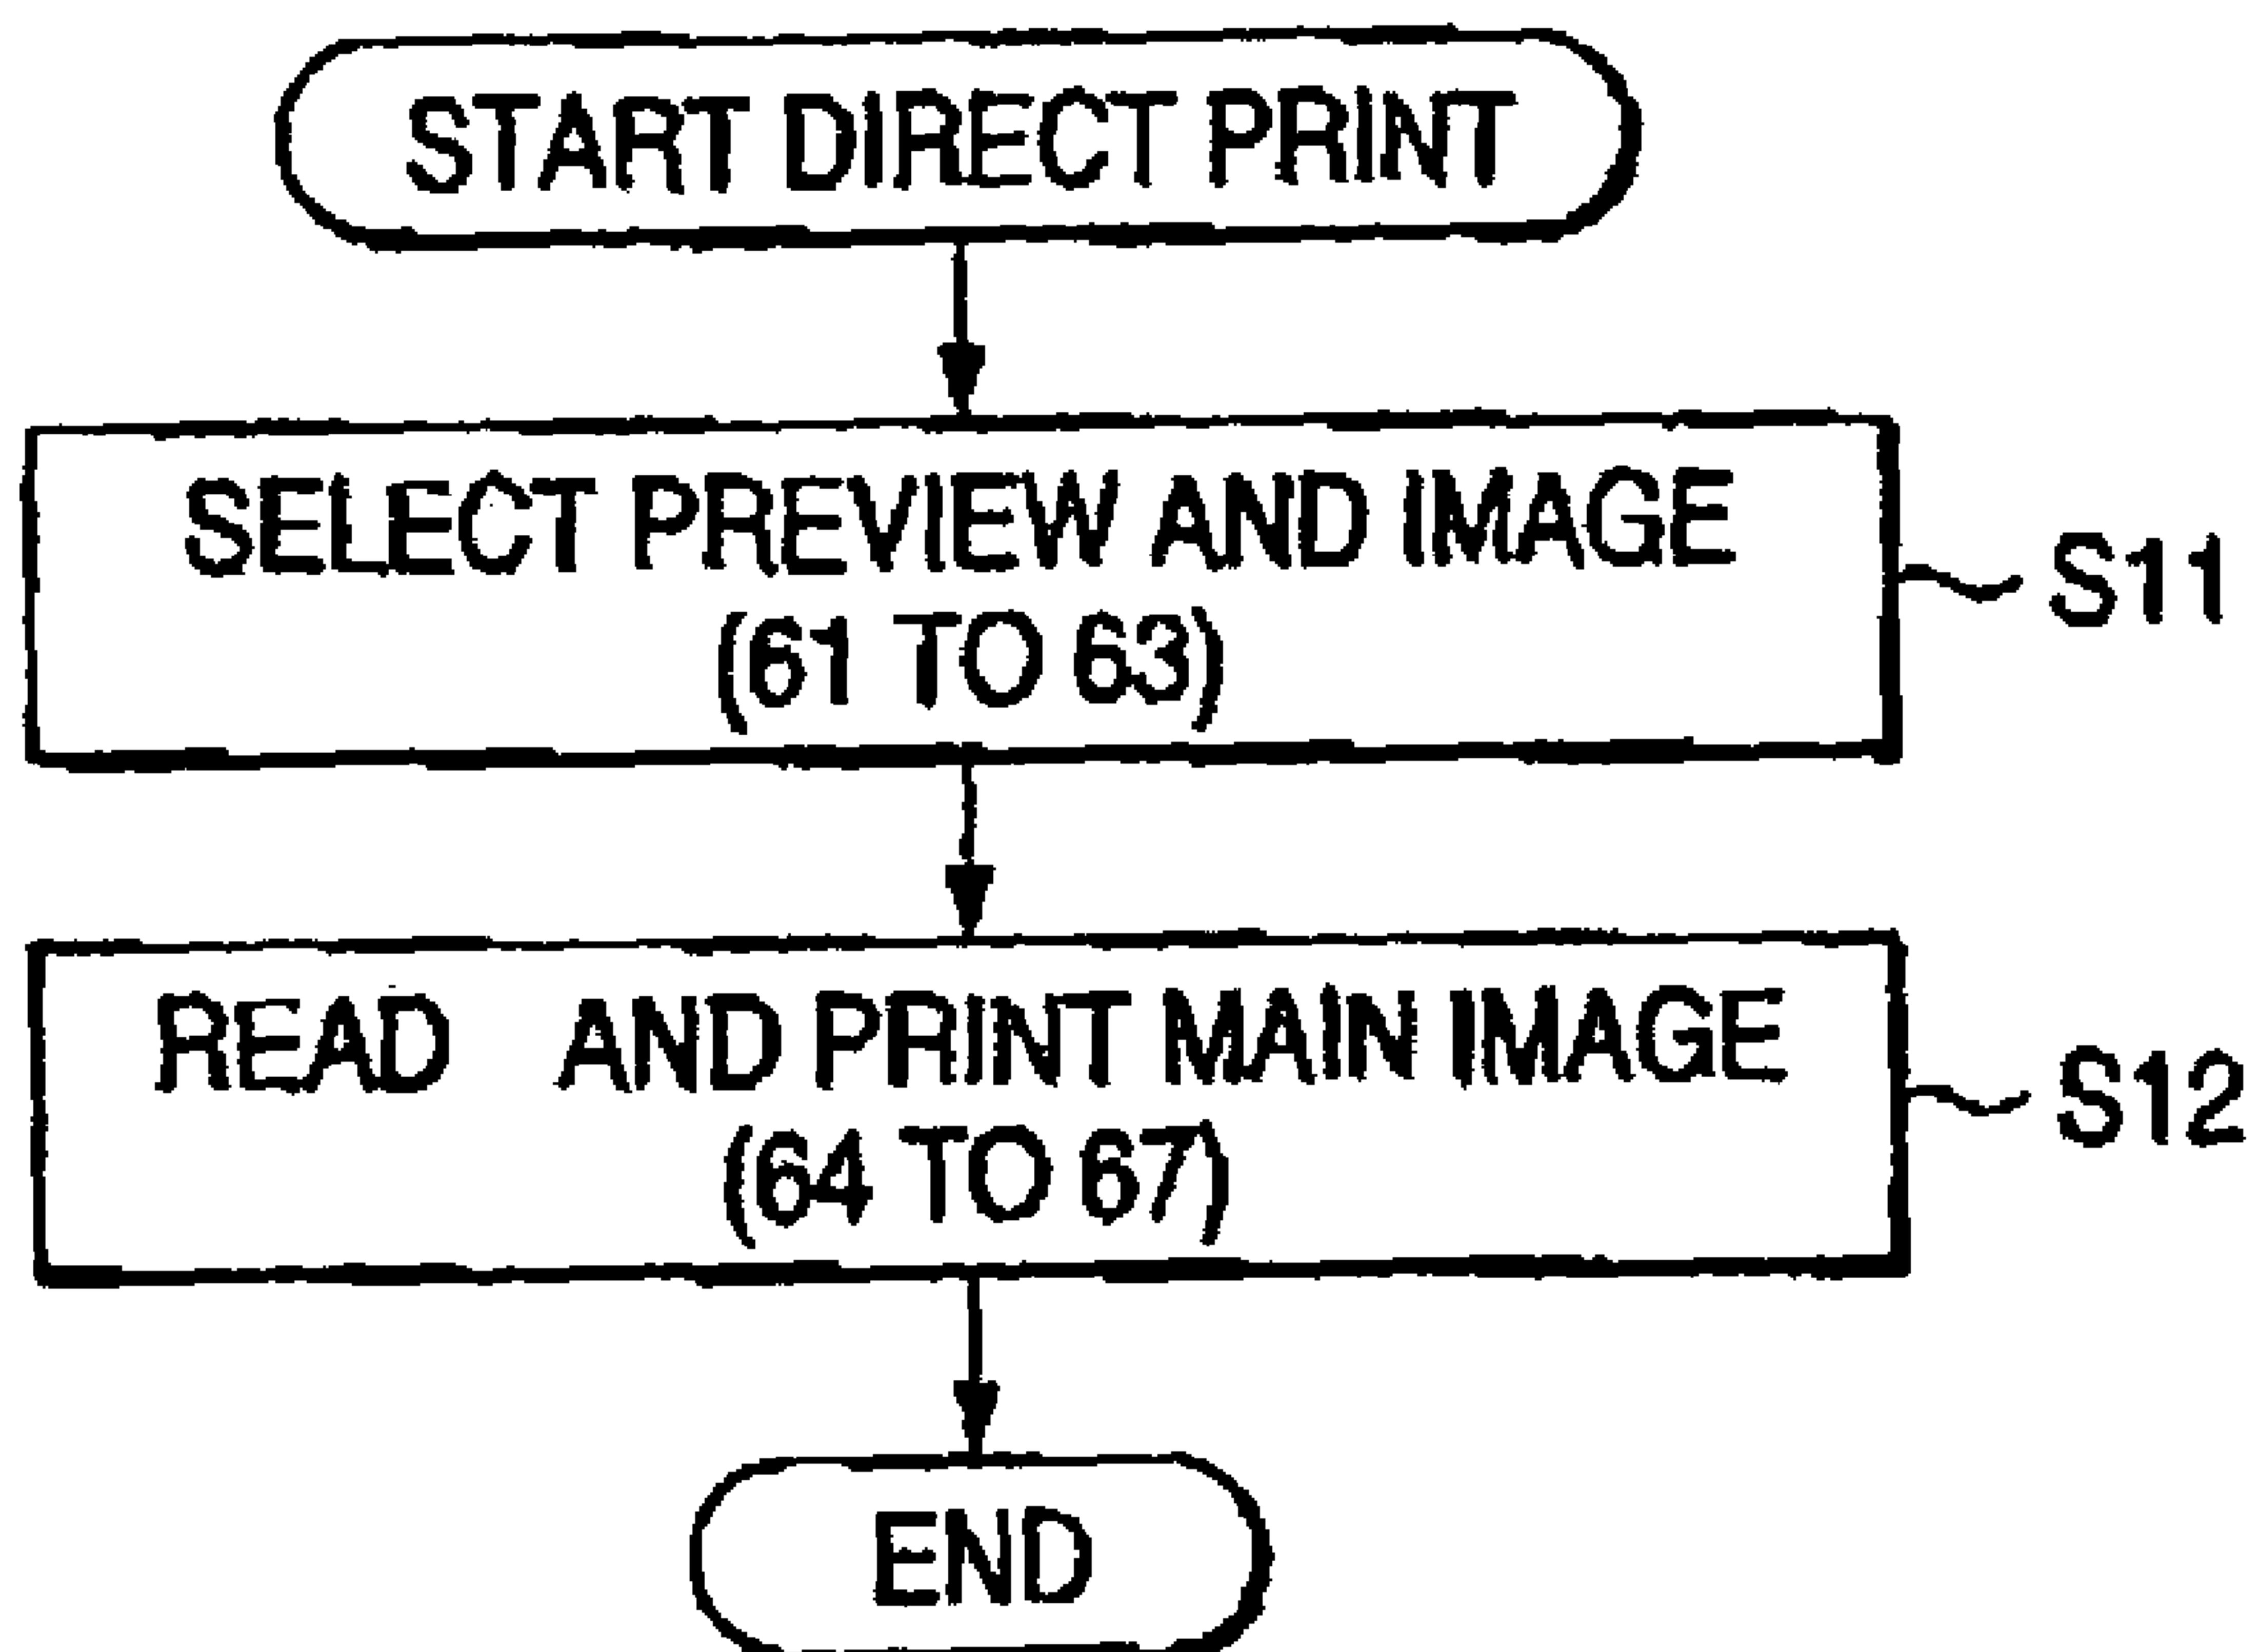 START DIRECT PRINT
SELECT PREVIEW AND IMAGE
(61 TO 63)
S11
READ AND PRINT MAIN IMAGE
(64 TO 67)
S12
END